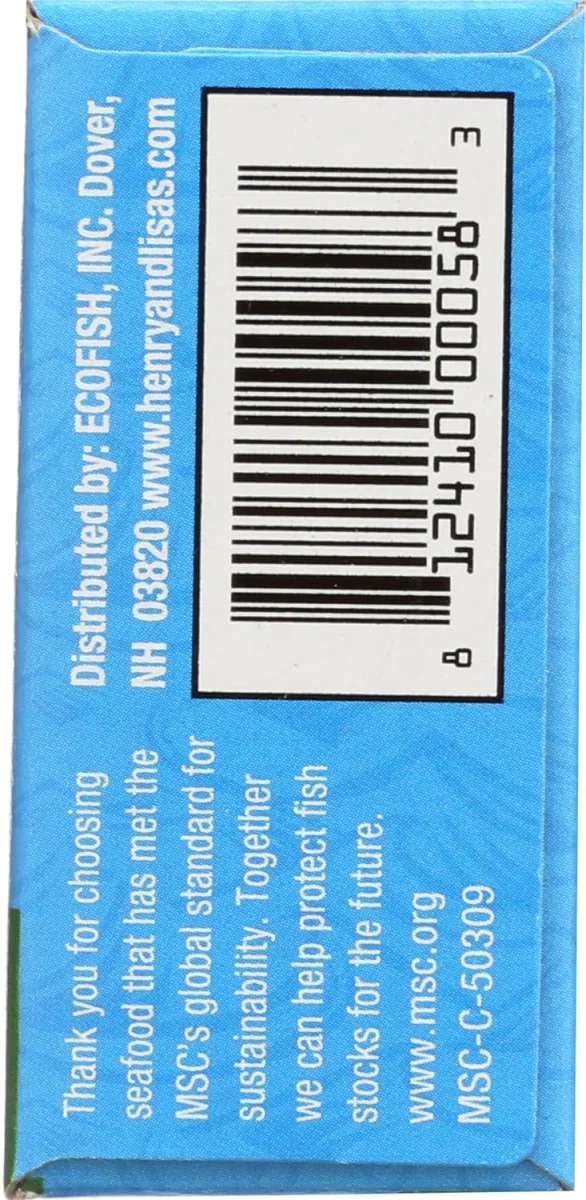 Thank you for choosing
seafood that has met the
MSC's global standard for
sustainability. Together
we can help protect fish
stocks for the future.
www.msc.org
MSC-C-50309
Distributed by: ECOFISH, INC. Dover,
NH 03820 www.henryandlisas.com
8 12410 00058 3